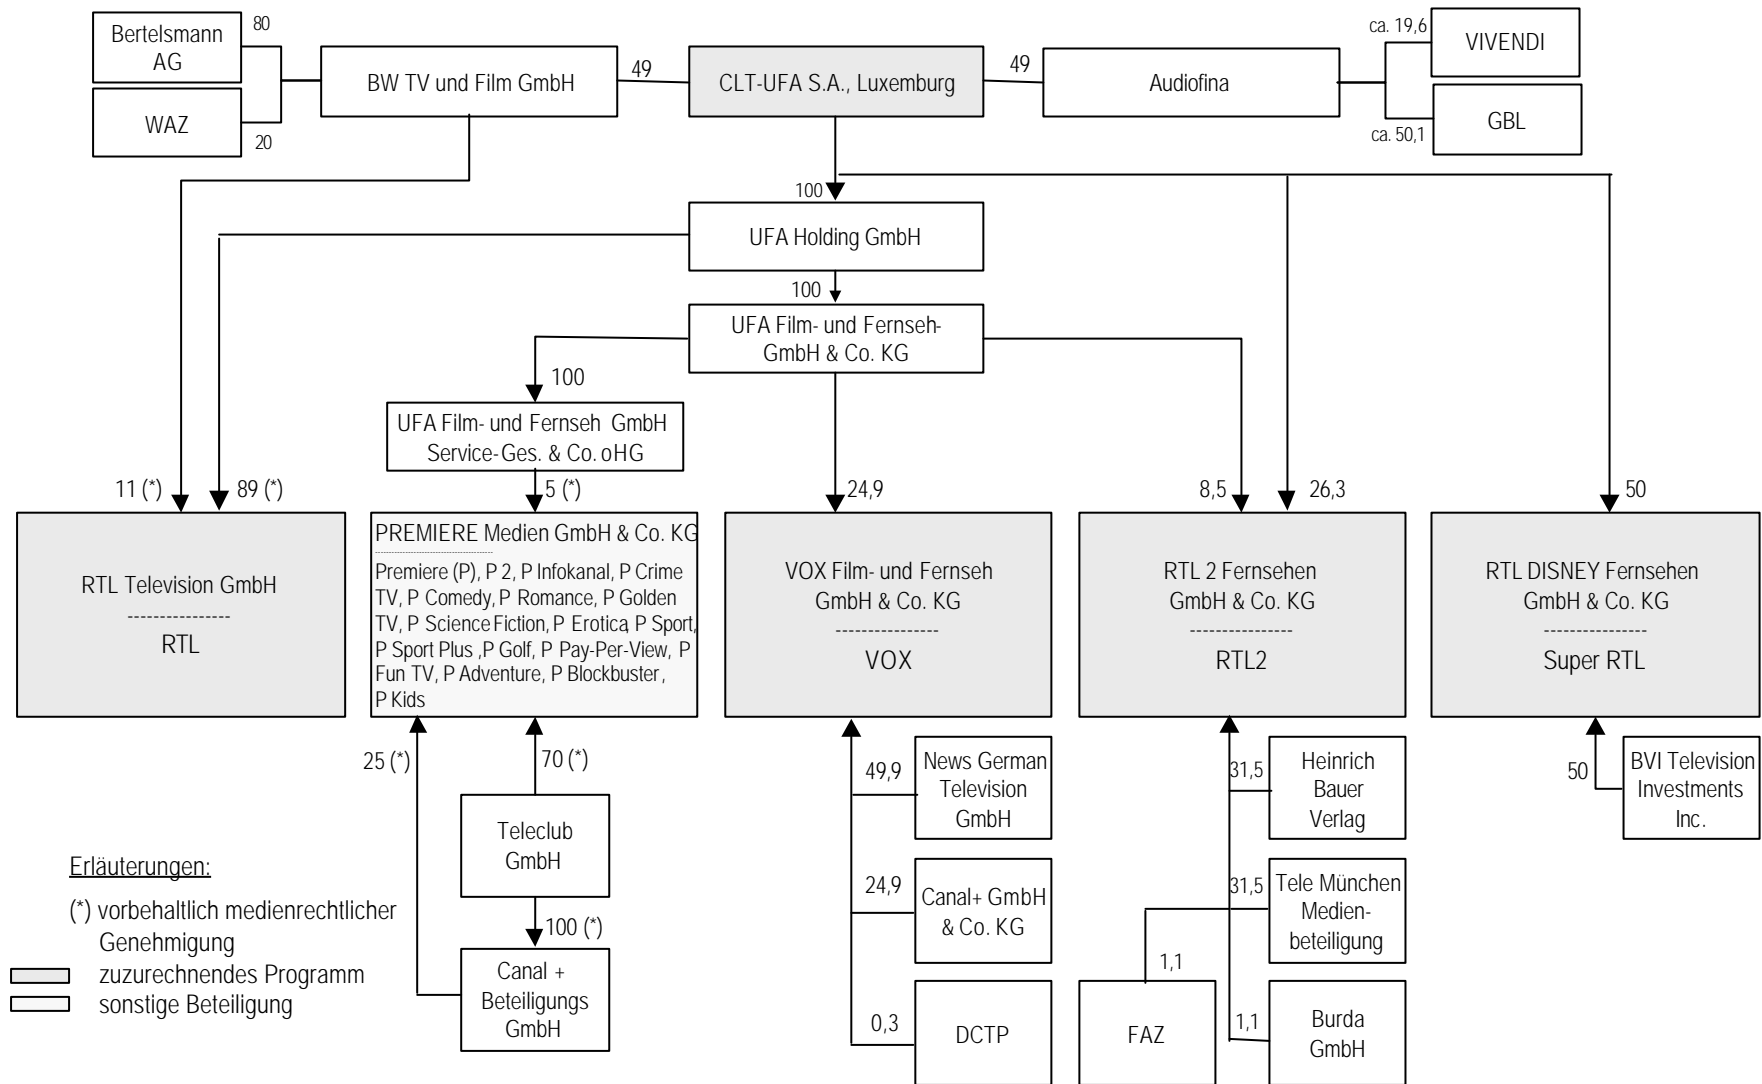 Bertelsmann
AG
80
WAZ
20
BW TV und Film GmbH
49
CLT-UFA S.A., Luxemburg
49
Audiofina
ca. 19,6
VIVENDI
ca. 50,1
GBL
100
UFA Holding GmbH
100
UFA Film- und Fernseh-
GmbH & Co. KG
100
UFA Film- und Fernseh GmbH
Service-Ges. & Co. oHG
11 (*)
89 (*)
5 (*)
24,9
8,5
26,3
50
RTL Television GmbH
----------------
RTL
PREMIERE Medien GmbH & Co. KG
Premiere (P), P 2, P Infokanal, P Crime
TV, P Comedy, P Romance, P Golden
TV, P Science Fiction, P Erotica, P Sport,
P Sport Plus ,P Golf, P Pay-Per-View, P
Fun TV, P Adventure, P Blockbuster,
P Kids
VOX Film- und Fernseh
GmbH & Co. KG
----------------
VOX
RTL 2 Fernsehen
GmbH & Co. KG
----------------
RTL2
RTL DISNEY Fernsehen
GmbH & Co. KG
----------------
Super RTL
25 (*)
70 (*)
Teleclub
GmbH
100 (*)
Canal +
Beteiligungs
GmbH
49,9
News German
Television
GmbH
24,9
Canal+ GmbH
& Co. KG
0,3
DCTP
31,5
Heinrich
Bauer
Verlag
31,5
Tele München
Medien-
beteiligung
1,1
FAZ
1,1
Burda
GmbH
50
BVI Television
Investments
Inc.
Erläuterungen:
(*) vorbehaltlich medienrechtlicher
Genehmigung
zuzurechnendes Programm
sonstige Beteiligung